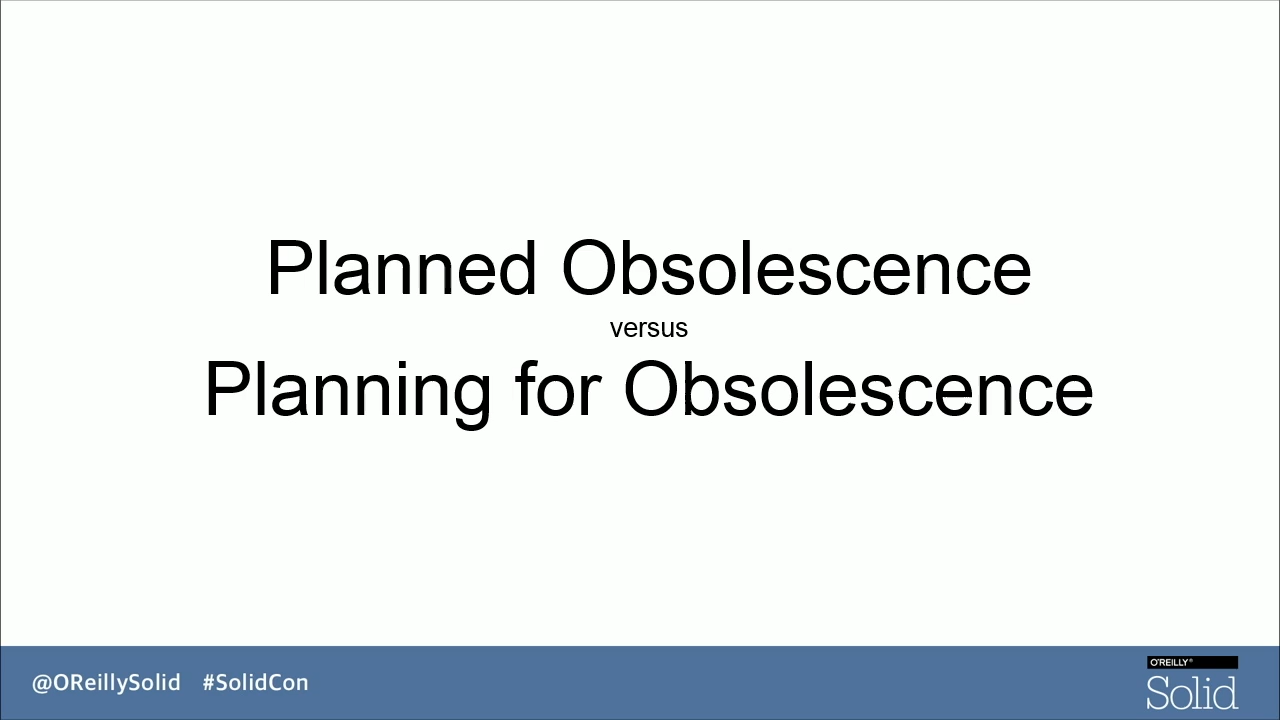 Planned Obsolescence
versus
Planning for Obsolescence
@OReillySolid #SolidCon
O'REILLY®
Solid